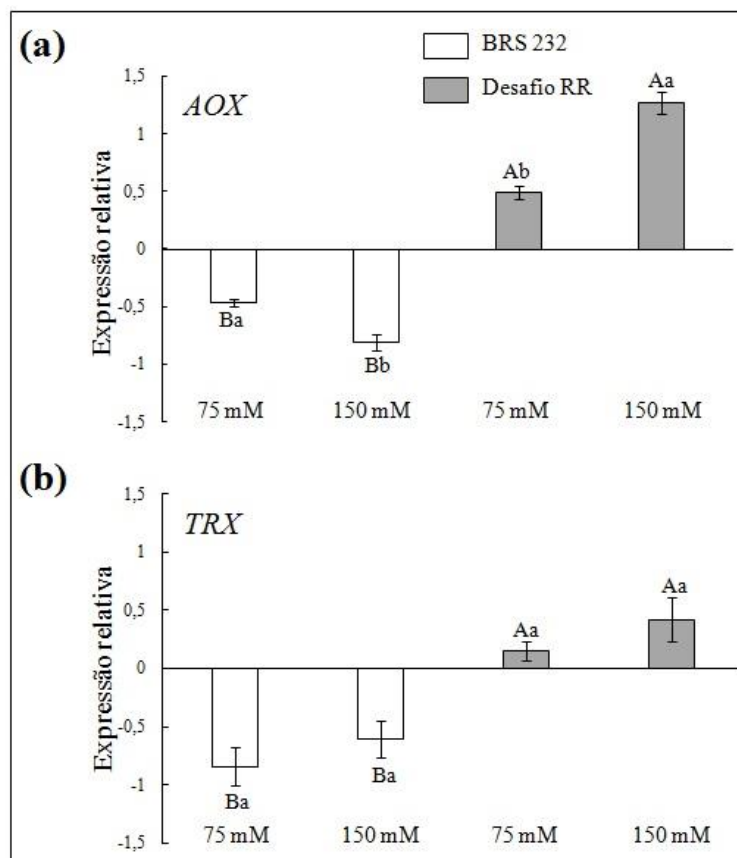 (a)
BRS 232
Desafio RR
AOX
Expressão relativa
1,5
1
0,5
0
-0,5
-1
-1,5
Ba
Bb
Ab
Aa
75 mM 150 mM 75 mM 150 mM
(b)
TRX
Expressão relativa
1,5
1
0,5
0
-0,5
-1
-1,5
Ba
Ba
Aa
Aa
75 mM 150 mM 75 mM 150 mM